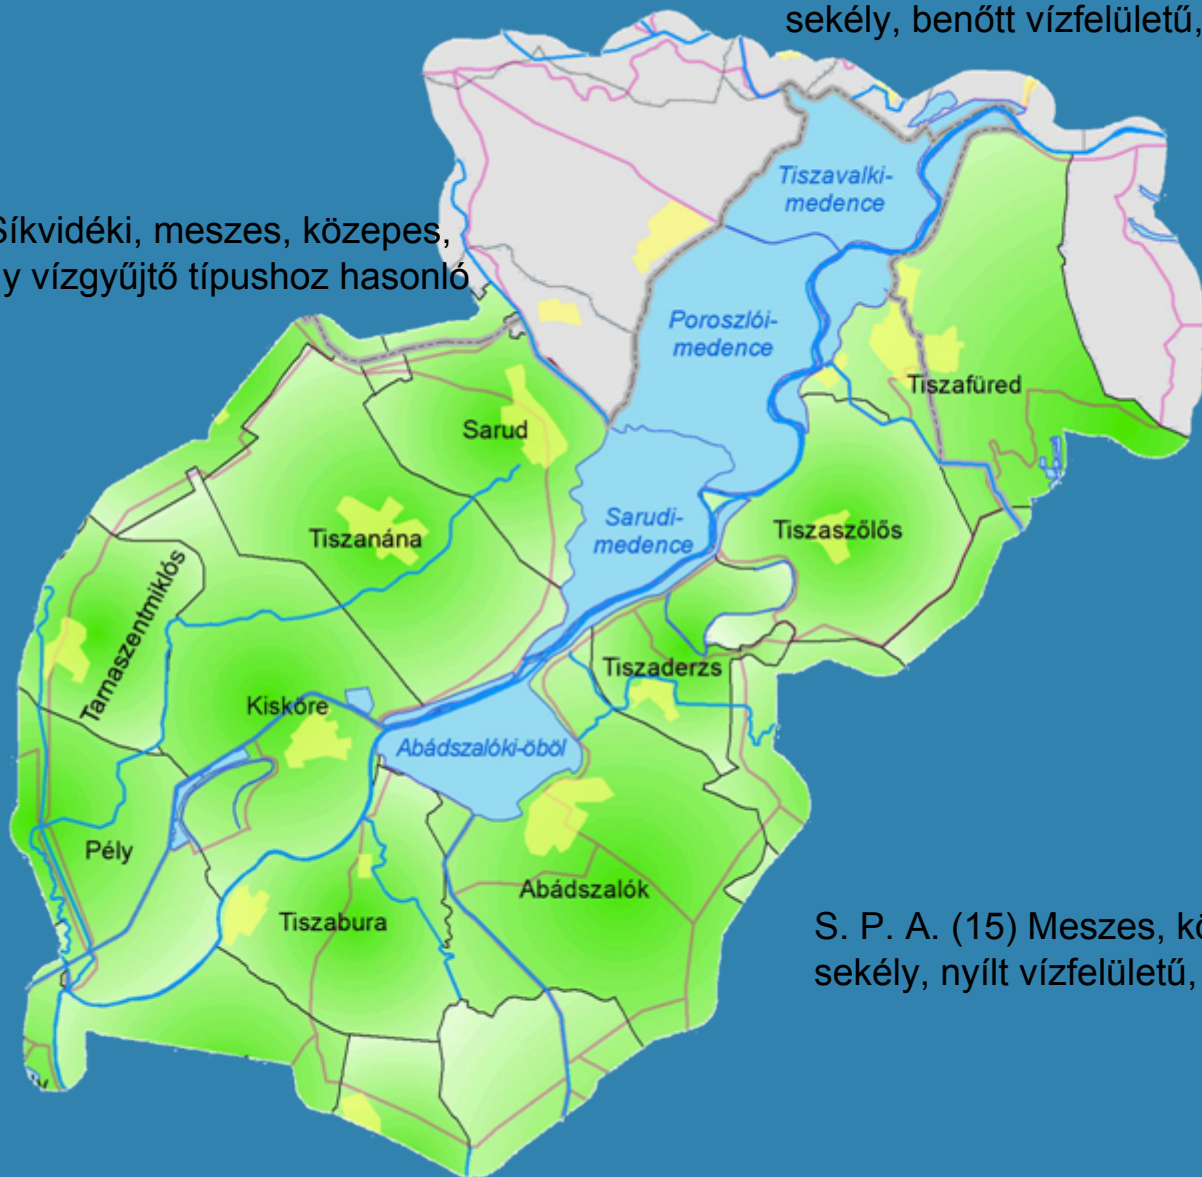 sekély, benőtt vízfelületű,
Tiszavalki-
medence
Síkvidéki, meszes, közepes,
y vízgyűjtő típushoz hasonló
Poroszlói-
medence
Tiszafüred
Sarud
Sarudi-
medence
Tiszaszőlős
Tiszanána
Tarnaszentmiklós
Tiszaderzs
Kisköre
Abádszalóki-öböl
Pély
Abádszalók
Tiszabura
S. P. A. (15) Meszes, kö
sekély, nyílt vízfelületű,